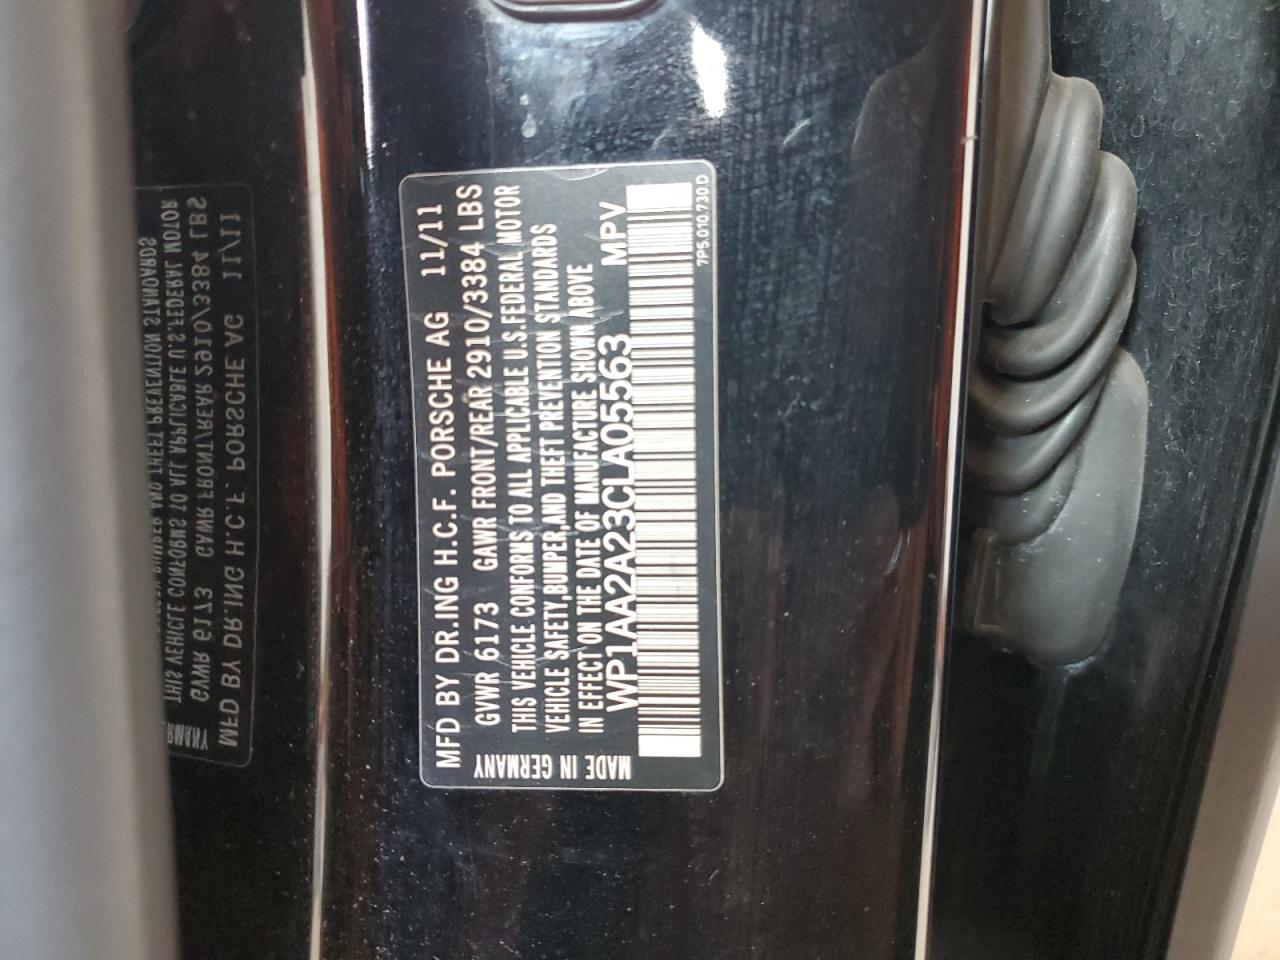 MFD BY DR.ING H.C.F. PORSCHE AG 11/11
GVWR 6173 GAWR FRONT/REAR 2910/3384 LBS
THIS VEHICLE CONFORMS TO ALL APPLICABLE U.S.FEDERAL MOTOR
VEHICLE SAFETY,BUMPER,AND THEFT PREVENTION STANDARDS
IN EFFECT ON THE DATE OF MANUFACTURE SHOWN ABOVE
WP1AA2A23CLA05563 MPV
7P5.010.730.D
MADE IN GERMANY